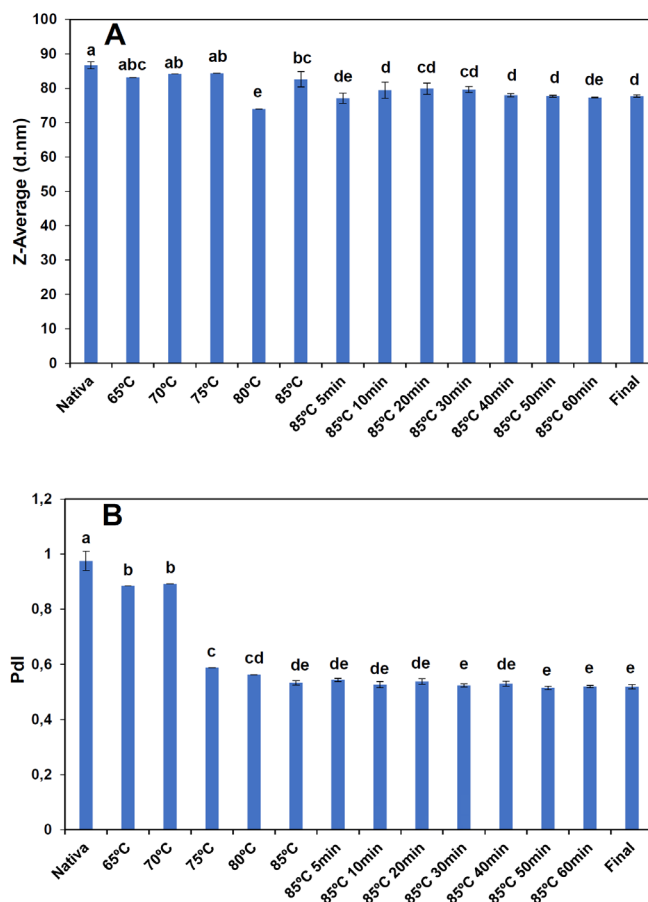 A
Z-Average (d.nm)
100
90
80
70
60
50
40
30
20
10
0
a
abc
ab
ab
e
bc
de
d
cd
cd
d
d
de
d
Nativa
65ºC
70ºC
75ºC
80ºC
85ºC
85ºC 5min
85ºC 10min
85ºC 20min
85ºC 30min
85ºC 40min
85ºC 50min
85ºC 60min
Final
B
PdI
1,2
1
0,8
0,6
0,4
0,2
0
a
b
b
c
cd
de
de
de
de
e
de
e
e
e
Nativa
65ºC
70ºC
75ºC
80ºC
85ºC
85ºC 5min
85ºC 10min
85ºC 20min
85ºC 30min
85ºC 40min
85ºC 50min
85ºC 60min
Final